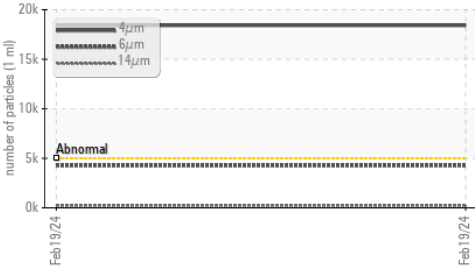 20k
4µm
6µm
14µm
15k
10k
Abnormal
5k
0k
number of particles (1 ml)
Feb19/24
Feb19/24